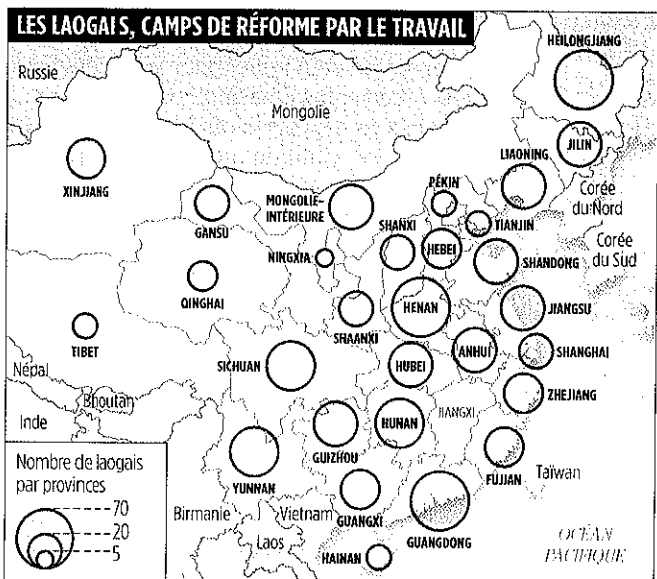 LES LAOGAIS, CAMPS DE RÉFORME PAR LE TRAVAIL
HEILONGJIANG
Russie
Mongolie
JILIN
LIAONING
XINJIANG
PÉKIN
Corée
du Nord
MONGOLIE-
INTÉRIEURE
GANSU
SHANXI
TIANJIN
HEBEI
Corée
du Sud
NINGXIA
SHANDONG
QINGHAI
HENAN
JIANGSU
TIBET
SHAANXI
ANHUI
SHANGHAI
SICHUAN
HUBEI
Népal
Bhoutan
ZHEJIANG
Inde
JIANGXI
HUNAN
GUIZHOU
FUJIAN
Taïwan
YUNNAN
Nombre de laogais
par provinces
70
20
5
Birmanie
Vietnam
GUANGXI
Laos
GUANGDONG
HAINAN
OCÉAN
PACIFIQUE